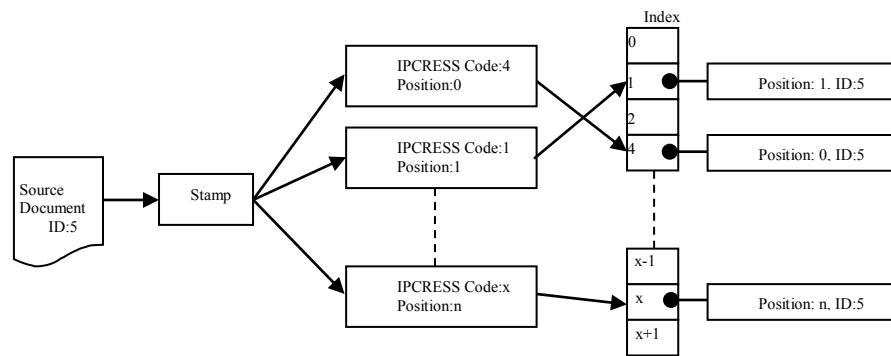 Index
0
IPCRESS Code:4
Position:0
1
Position: 1, ID:5
2
IPCRESS Code:1
Position:1
4
Position: 0, ID:5
Source
Document
ID:5
Stamp
x-1
IPCRESS Code:x
Position:n
x
Position: n, ID:5
x+1